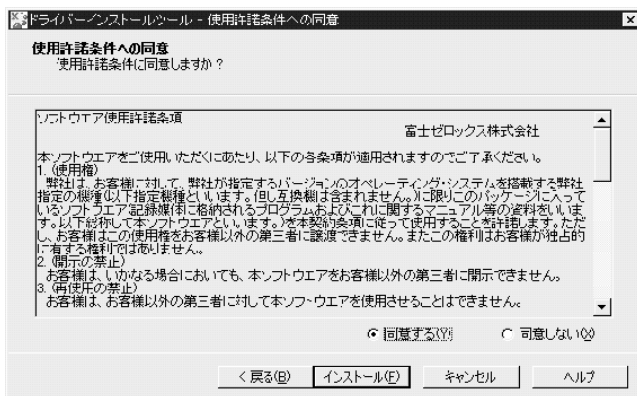 ドライバーインストールツール - 使用許諾条件への同意
使用許諾条件への同意
使用許諾条件に同意しますか?
ソフトウエア使用許諾条項
富士ゼロックス株式会社
本ソフトウエアをご使用いただくにあたり、以下の各条項が適用されますのでご了承ください。
1. (使用権)
弊社は、お客様に対して、弊社が指定するバージョンのオペレーティング・システムを搭載する弊社
指定の機種(以下指定機種といいます。但し互換機は含まれません。)に限りこのパッケージに入って
いるソフトウエア記録媒体に格納されるプログラムおよびこれに関するマニュアル等の資料をいいま
す。以下総称して本ソフトウエアといいます。)を本契約条項に従って使用することを許諾します。ただ
し、お客様はこの使用権をお客様以外の第三者に譲渡できません。またこの権利はお客様が独占的
に有する権利ではありません。
2. (開示の禁止)
お客様は、いかなる場合においても、本ソフトウエアをお客様以外の第三者に開示できません。
3. (再使用の禁止)
お客様は、お客様以外の第三者に対して本ソフトウエアを使用させることはできません。
同意する(Y) 同意しない(X)
< 戻る(B) インストール(F) キャンセル ヘルプ